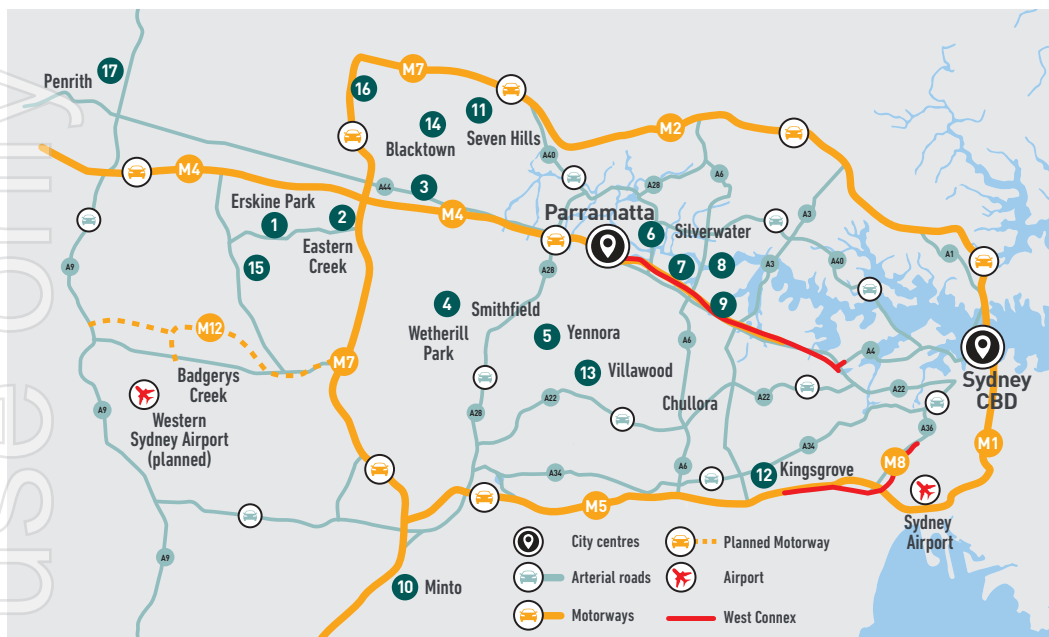 use only
Penrith
17
16
M7
11
14
Blacktown
Seven Hills
M2
A40
A28
A6
M4
A44
3
M4
Erskine Park
1
2
Eastern
Creek
15
Parramatta
6
Silverwater
A3
A28
7
8
A3
A40
A1
9
A9
4
Smithfield
Wetherill
Park
5
Yennora
A6
A4
M12
Badgerys
Creek
M7
13
Villawood
Sydney
CBD
Western
Sydney Airport
(planned)
A9
A28
A22
Chullora
A22
A22
A36
A34
A34
A6
12
Kingsgrove
M8
M1
M5
Sydney
Airport
A9
10
Minto
City centres
Planned Motorway
Arterial roads
Airport
Motorways
West Connex